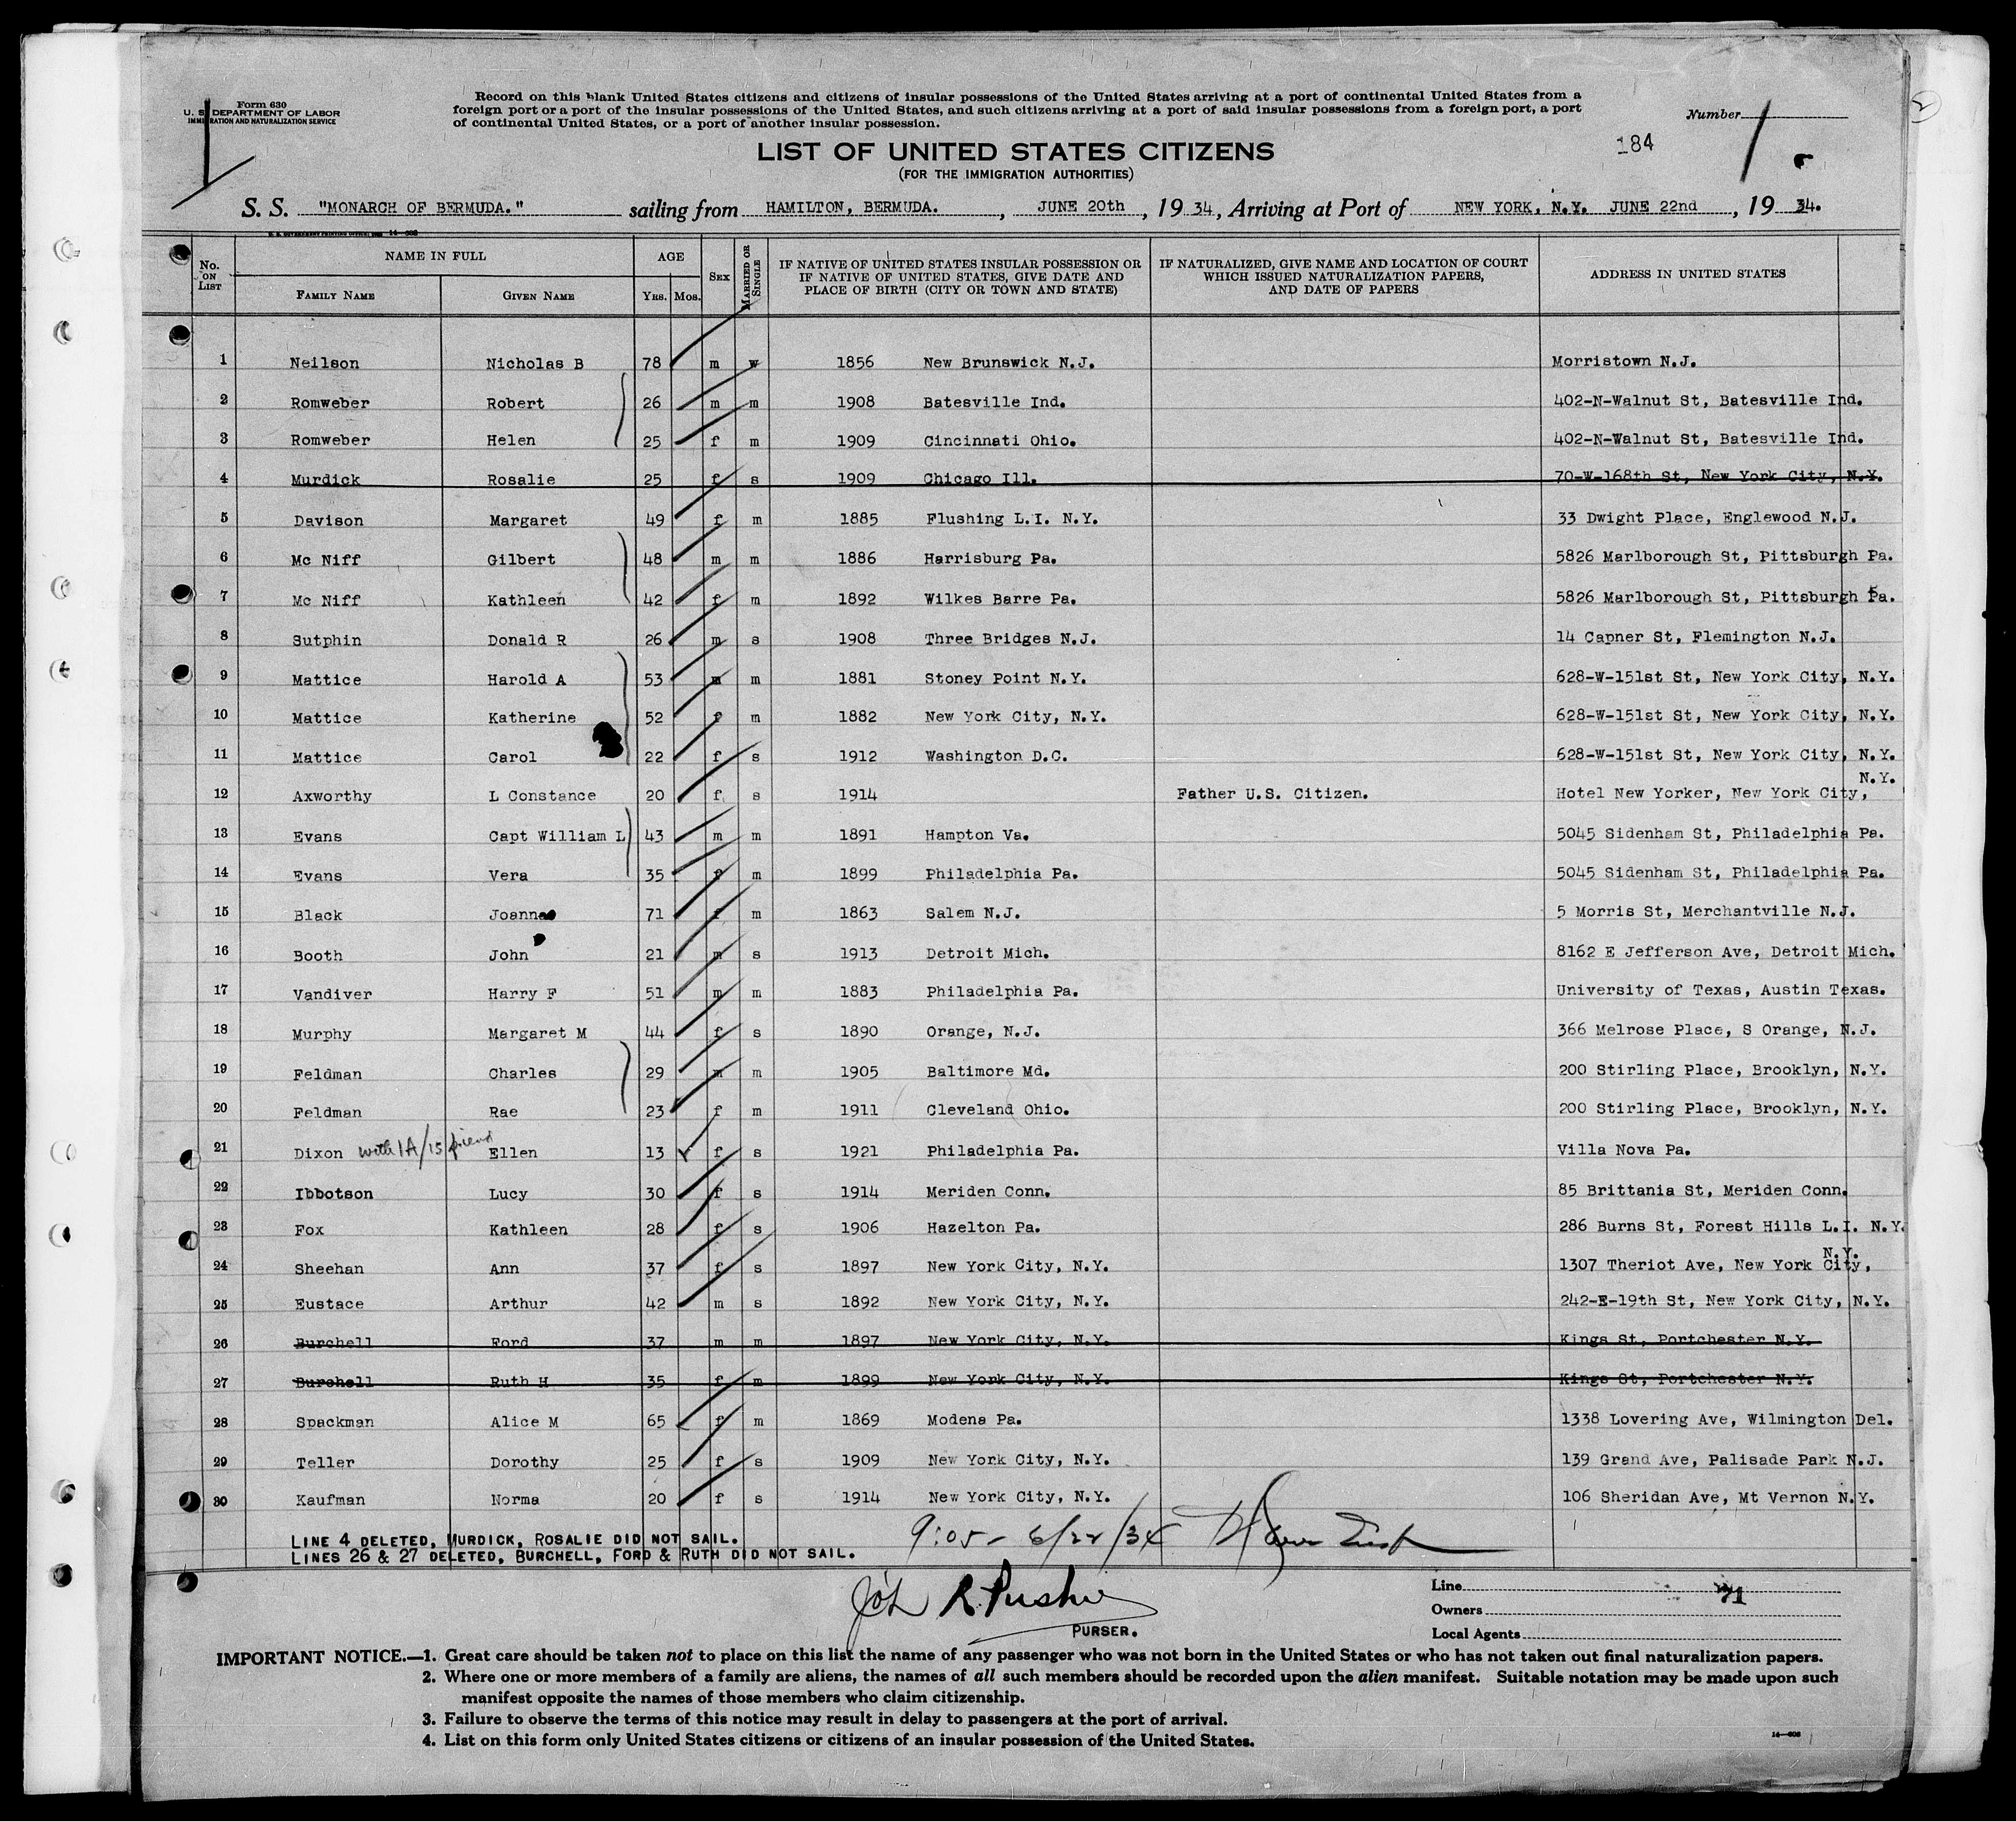 Form 630
U. S. DEPARTMENT OF LABOR
IMMIGRATION AND NATURALIZATION SERVICE
Record on this blank United States citizens and citizens of insular possessions of the United States arriving at a port of continental United States from a
foreign port or a port of the insular possessions of the United States, and such citizens arriving at a port of said insular possessions from a foreign port, a port
of continental United States, or a port of another insular possession.
Number
184
LIST OF UNITED STATES CITIZENS
(FOR THE IMMIGRATION AUTHORITIES)
S. S. "MONARCH OF BERMUDA." sailing from HAMILTON, BERMUDA. , JUNE 20th , 19 34, Arriving at Port of NEW YORK, N.Y. JUNE 22nd , 19 34.
No. ON LIST NAME IN FULL AGE SEX MARRIED OR SINGLE IF NATIVE OF UNITED STATES INSULAR POSSESSION OR IF NATIVE OF UNITED STATES, GIVE DATE AND PLACE OF BIRTH (CITY OR TOWN AND STATE) IF NATURALIZED, GIVE NAME AND LOCATION OF COURT WHICH ISSUED NATURALIZATION PAPERS, AND DATE OF PAPERS ADDRESS IN UNITED STATES
FAMILY NAME GIVEN NAME YRS. MOS.
1 Neilson Nicholas B 78 m w 1856 New Brunswick N.J. Morristown N.J.
2 Romweber Robert 26 m m 1908 Batesville Ind. 402-N-Walnut St, Batesville Ind.
3 Romweber Helen 25 f m 1909 Cincinnati Ohio. 402-N-Walnut St, Batesville Ind.
4 Murdick Rosalie 25 f s 1909 Chicago Ill. 70-W-168th St, New York City, N.Y.
5 Davison Margaret 49 f m 1885 Flushing L.I. N.Y. 33 Dwight Place, Englewood N.J.
6 Mc Niff Gilbert 48 m m 1886 Harrisburg Pa. 5826 Marlborough St, Pittsburgh Pa.
7 Mc Niff Kathleen 42 f m 1892 Wilkes Barre Pa. 5826 Marlborough St, Pittsburgh Pa.
8 Sutphin Donald R 26 m s 1908 Three Bridges N.J. 14 Capner St, Flemington N.J.
9 Mattice Harold A 53 m m 1881 Stoney Point N.Y. 628-W-151st St, New York City, N.Y.
10 Mattice Katherine 52 f m 1882 New York City, N.Y. 628-W-151st St, New York City, N.Y.
11 Mattice Carol 22 f s 1912 Washington D.C. 628-W-151st St, New York City, N.Y.
12 Axworthy L Constance 20 f s 1914 Father U.S. Citizen. Hotel New Yorker, New York City, N.Y.
13 Evans Capt William L 43 m m 1891 Hampton Va. 5045 Sidenham St, Philadelphia Pa.
14 Evans Vera 35 f m 1899 Philadelphia Pa. 5045 Sidenham St, Philadelphia Pa.
15 Black Joanna 71 f m 1863 Salem N.J. 5 Morris St, Merchantville N.J.
16 Booth John 21 m s 1913 Detroit Mich. 8162 E Jefferson Ave, Detroit Mich.
17 Vandiver Harry F 51 m m 1883 Philadelphia Pa. University of Texas, Austin Texas.
18 Murphy Margaret M 44 f s 1890 Orange, N.J. 366 Melrose Place, S Orange, N.J.
19 Feldman Charles 29 m m 1905 Baltimore Md. 200 Stirling Place, Brooklyn, N.Y.
20 Feldman Rae 23 f m 1911 Cleveland Ohio. 200 Stirling Place, Brooklyn, N.Y.
21 Dixon with 1A/15 friend Ellen 13 f s 1921 Philadelphia Pa. Villa Nova Pa.
22 Ibbotson Lucy 30 f s 1914 Meriden Conn. 85 Brittania St, Meriden Conn.
23 Fox Kathleen 28 f s 1906 Hazelton Pa. 286 Burns St, Forest Hills L.I. N.Y.
24 Sheehan Ann 37 f s 1897 New York City, N.Y. 1307 Theriot Ave, New York City, N.Y.
25 Eustace Arthur 42 m s 1892 New York City, N.Y. 242-E-19th St, New York City, N.Y.
26 Burchell Ford 37 m m 1897 New York City, N.Y. Kings St, Portchester N.Y.
27 Burchell Ruth H 35 f m 1899 New York City, N.Y. Kings St, Portchester N.Y.
28 Spackman Alice M 65 f m 1869 Modena Pa. 1338 Lovering Ave, Wilmington Del.
29 Teller Dorothy 25 f s 1909 New York City, N.Y. 139 Grand Ave, Palisade Park N.J.
30 Kaufman Norma 20 f s 1914 New York City, N.Y. 106 Sheridan Ave, Mt Vernon N.Y.
LINE 4 DELETED, MURDICK, ROSALIE DID NOT SAIL.
LINES 26 & 27 DELETED, BURCHELL, FORD & RUTH DID NOT SAIL.
9:05 - 6/22/34
PURSER.
Line
71
Owners
Local Agents
IMPORTANT NOTICE.—1. Great care should be taken not to place on this list the name of any passenger who was not born in the United States or who has not taken out final naturalization papers.
2. Where one or more members of a family are aliens, the names of all such members should be recorded upon the alien manifest. Suitable notation may be made upon such
manifest opposite the names of those members who claim citizenship.
3. Failure to observe the terms of this notice may result in delay to passengers at the port of arrival.
4. List on this form only United States citizens or citizens of an insular possession of the United States.